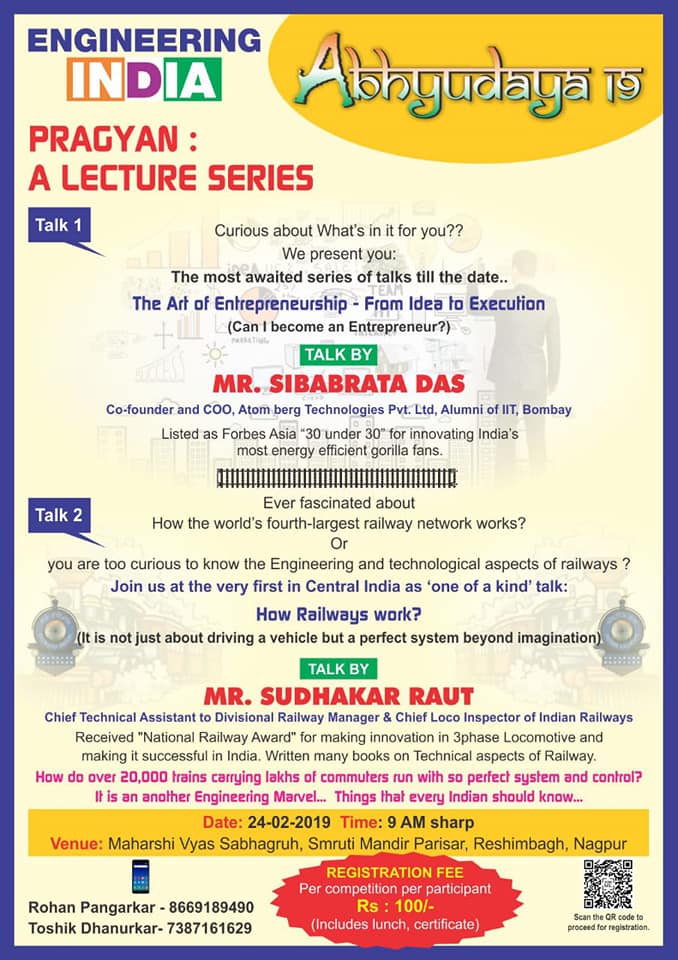 ENGINEERING
INDIA
Abhyudaya 19
PRAGYAN :
A LECTURE SERIES
Talk 1
Curious about What's in it for you??
We present you:
The most awaited series of talks till the date..
The Art of Entrepreneurship - From Idea to Execution
(Can I become an Entrepreneur?)
TALK BY
MR. SIBABRATA DAS
Co-founder and COO, Atom berg Technologies Pvt. Ltd, Alumni of IIT, Bombay
Listed as Forbes Asia “30 under 30” for innovating India's
most energy efficient gorilla fans.
Talk 2
Ever fascinated about
How the world's fourth-largest railway network works?
Or
you are too curious to know the Engineering and technological aspects of railways ?
Join us at the very first in Central India as ‘one of a kind’ talk:
How Railways work?
(It is not just about driving a vehicle but a perfect system beyond imagination)
TALK BY
MR. SUDHAKAR RAUT
Chief Technical Assistant to Divisional Railway Manager & Chief Loco Inspector of Indian Railways
Received "National Railway Award" for making innovation in 3phase Locomotive and
making it successful in India. Written many books on Technical aspects of Railway.
How do over 20,000 trains carrying lakhs of commuters run with so perfect system and control?
It is an another Engineering Marvel... Things that every Indian should know...
Date: 24-02-2019 Time: 9 AM sharp
Venue: Maharshi Vyas Sabhagruh, Smruti Mandir Parisar, Reshimbagh, Nagpur
Rohan Pangarkar - 8669189490
Toshik Dhanurkar- 7387161629
REGISTRATION FEE
Per competition per participant
Rs : 100/-
(Includes lunch, certificate)
Scan the QR code to
proceed for registration.